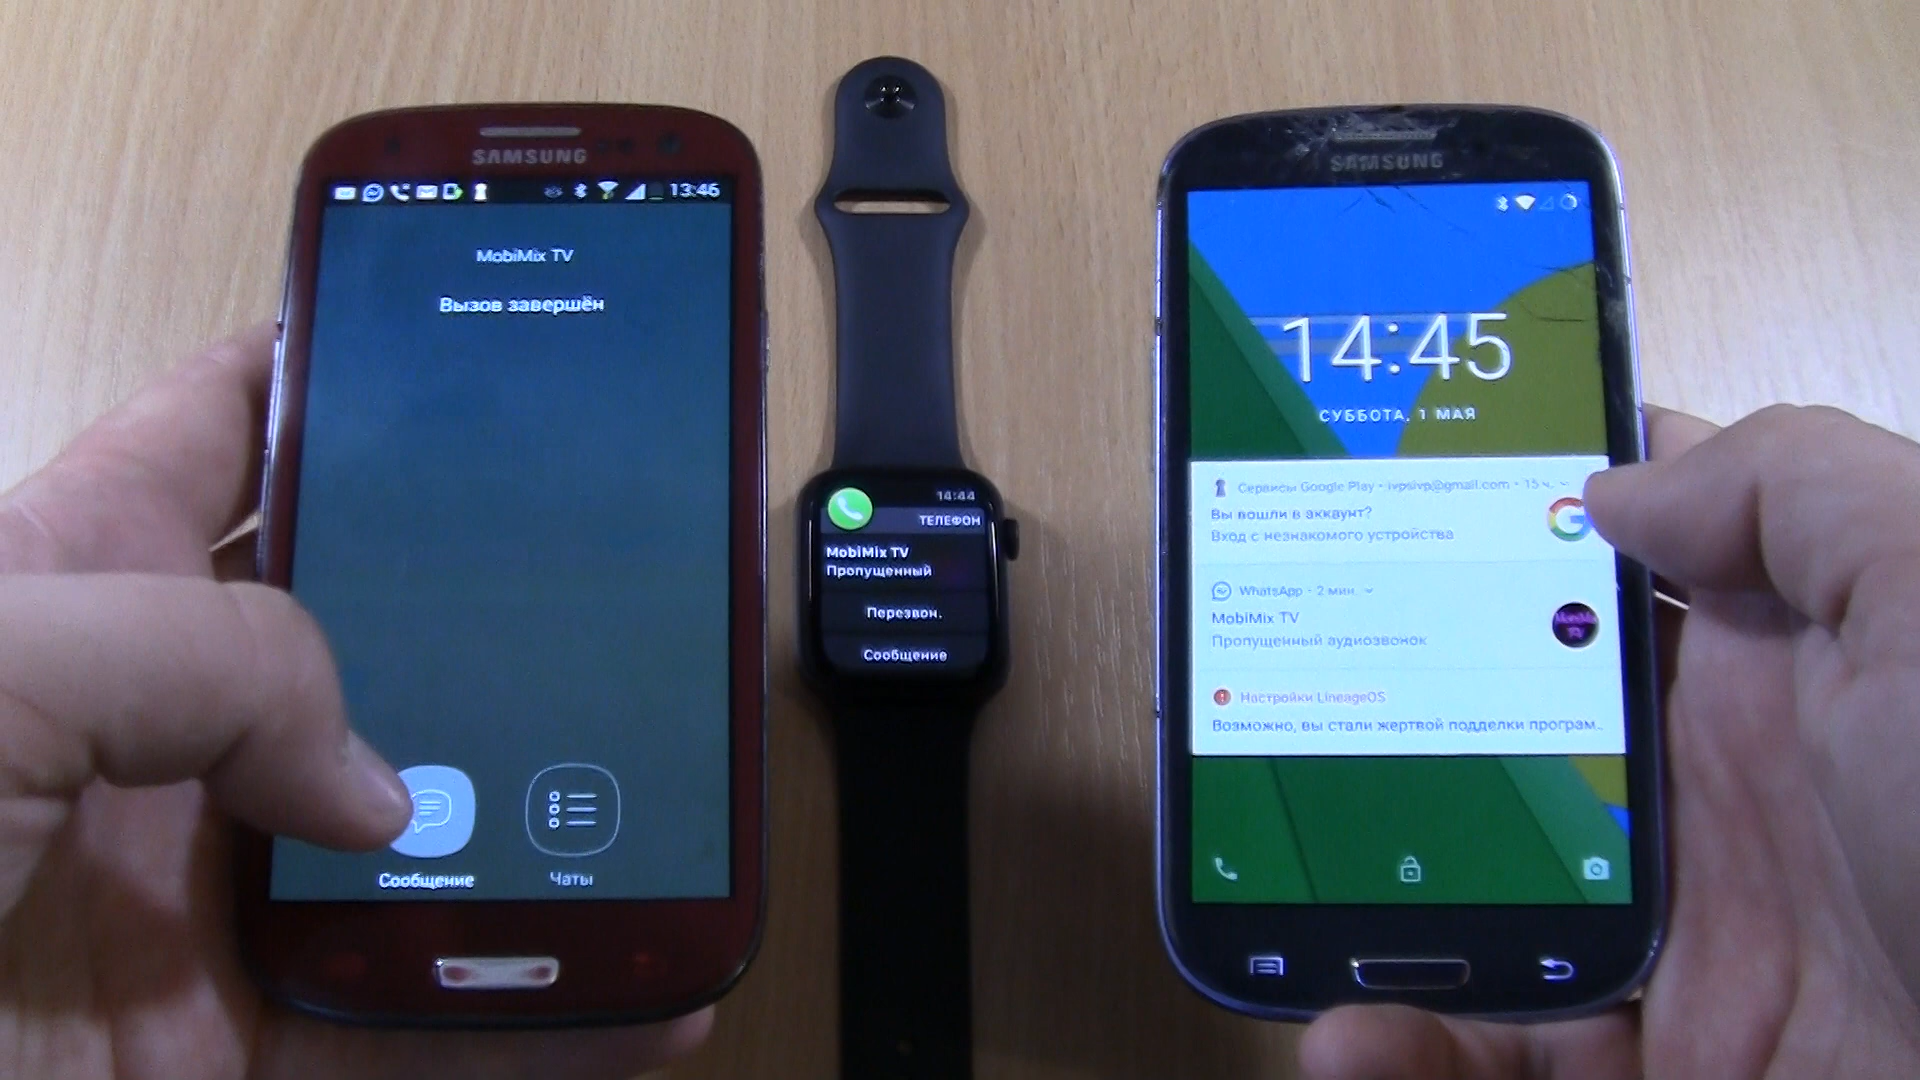 SAMSUNG
13:46
MobiMix TV
Вызов завершён
Сообщение
Чаты
14:44
ТЕЛЕФОН
MobiMix TV
Пропущенный
Перезвон.
Сообщение
SAMSUNG
14:45
СУББОТА, 1 МАЯ
Сервисы Google Play • ivpsivp@gmail.com • 15 ч.
Вы вошли в аккаунт?
Вход с незнакомого устройства
WhatsApp • 2 мин.
MobiMix TV
Пропущенный аудиозвонок
MobiMix
TV
Настройки LineageOS
Возможно, вы стали жертвой подделки програм..